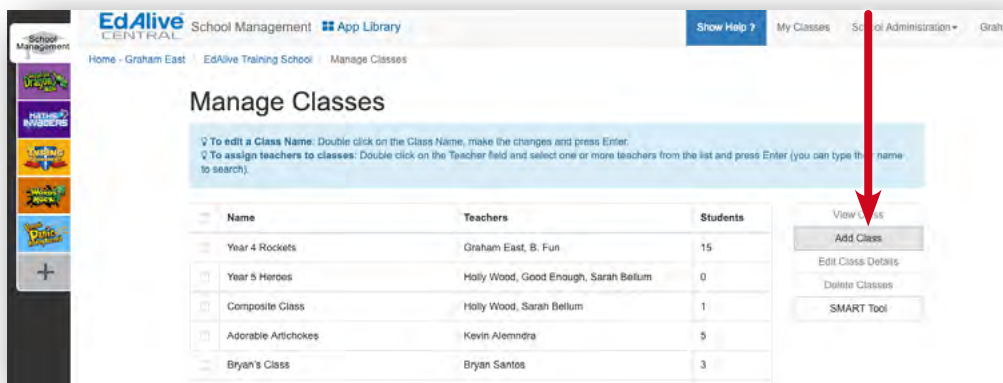 School Management
EdAlive CENTRAL School Management App Library Show Help ? My Classes School Administration Grah
Home - Graham East / EdAlive Training School / Manage Classes
MATHS INVADERS
TYPING
Manage Classes
To edit a Class Name: Double click on the Class Name, make the changes and press Enter.
To assign teachers to classes: Double click on the Teacher field and select one or more teachers from the list and press Enter (you can type their name
to search).
Name Teachers Students
Year 4 Rockets Graham East, B. Fun 15
Year 5 Heroes Holly Wood, Good Enough, Sarah Bellum 0
Composite Class Holly Wood, Sarah Bellum 1
Adorable Artichokes Kevin Alemndra 5
Bryan's Class Bryan Santos 3
View Class
Add Class
Edit Class Details
Delete Classes
SMART Tool